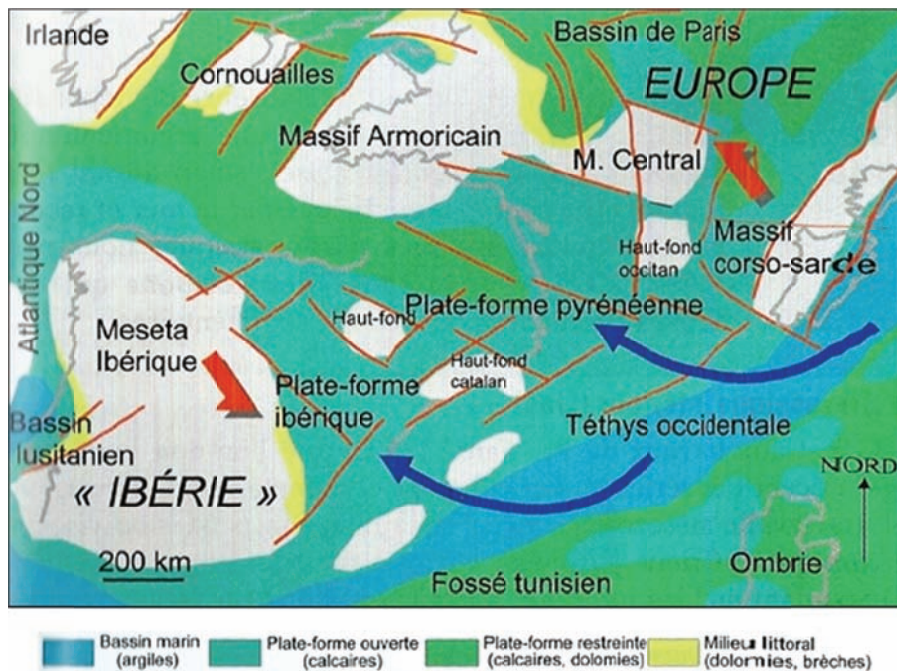 Irlande
Cornouailles
Bassin de Paris
EUROPE
Massif Armoricain
M. Central
Atlantique Nord
Haut-fond
occitan
Massif
corso-sarde
Plate-forme pyrénéenne
Haut-fond
Meseta
Ibérique
Haut-fond
catalan
Plate-forme
ibérique
Téthys occidentale
Bassin
lusitanien
« IBÉRIE »
NORD
200 km
Fossé tunisien
Ombrie
Bassin marin
(argiles)
Plate-forme ouverte
(calcaires)
Plate-forme restreinte
(calcaires, dolomies)
Milieu littoral
(dolomies, brèches)